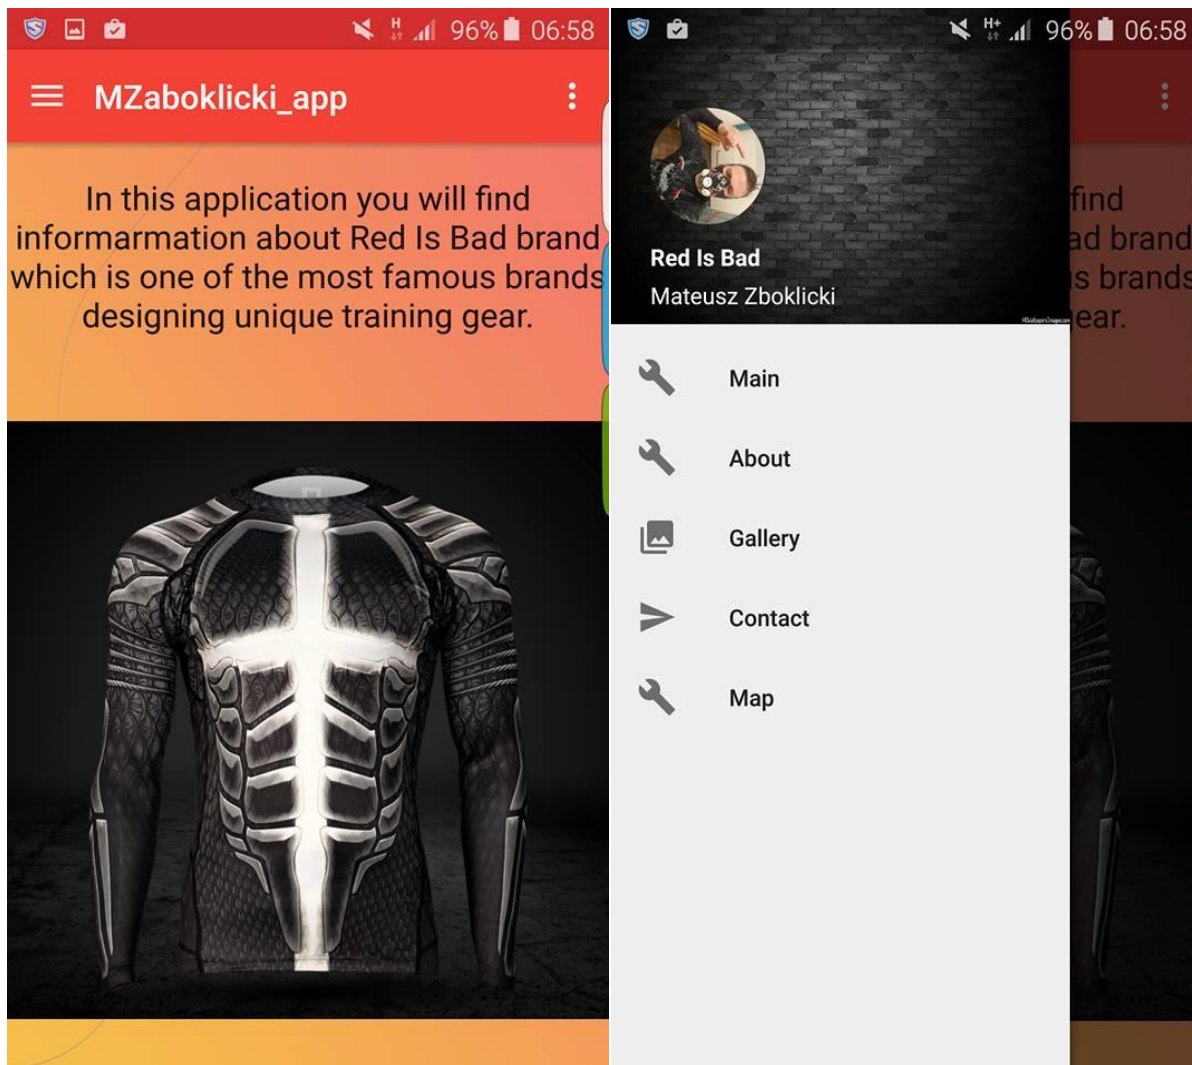 H
96%
06:58
MZaboklicki_app
In this application you will find
informarmation about Red Is Bad brand
which is one of the most famous brands
designing unique training gear.
H+
96%
06:58
Red Is Bad
Mateusz Zboklicki
find
ad brand
is brands
ear.
Main
About
Gallery
Contact
Map